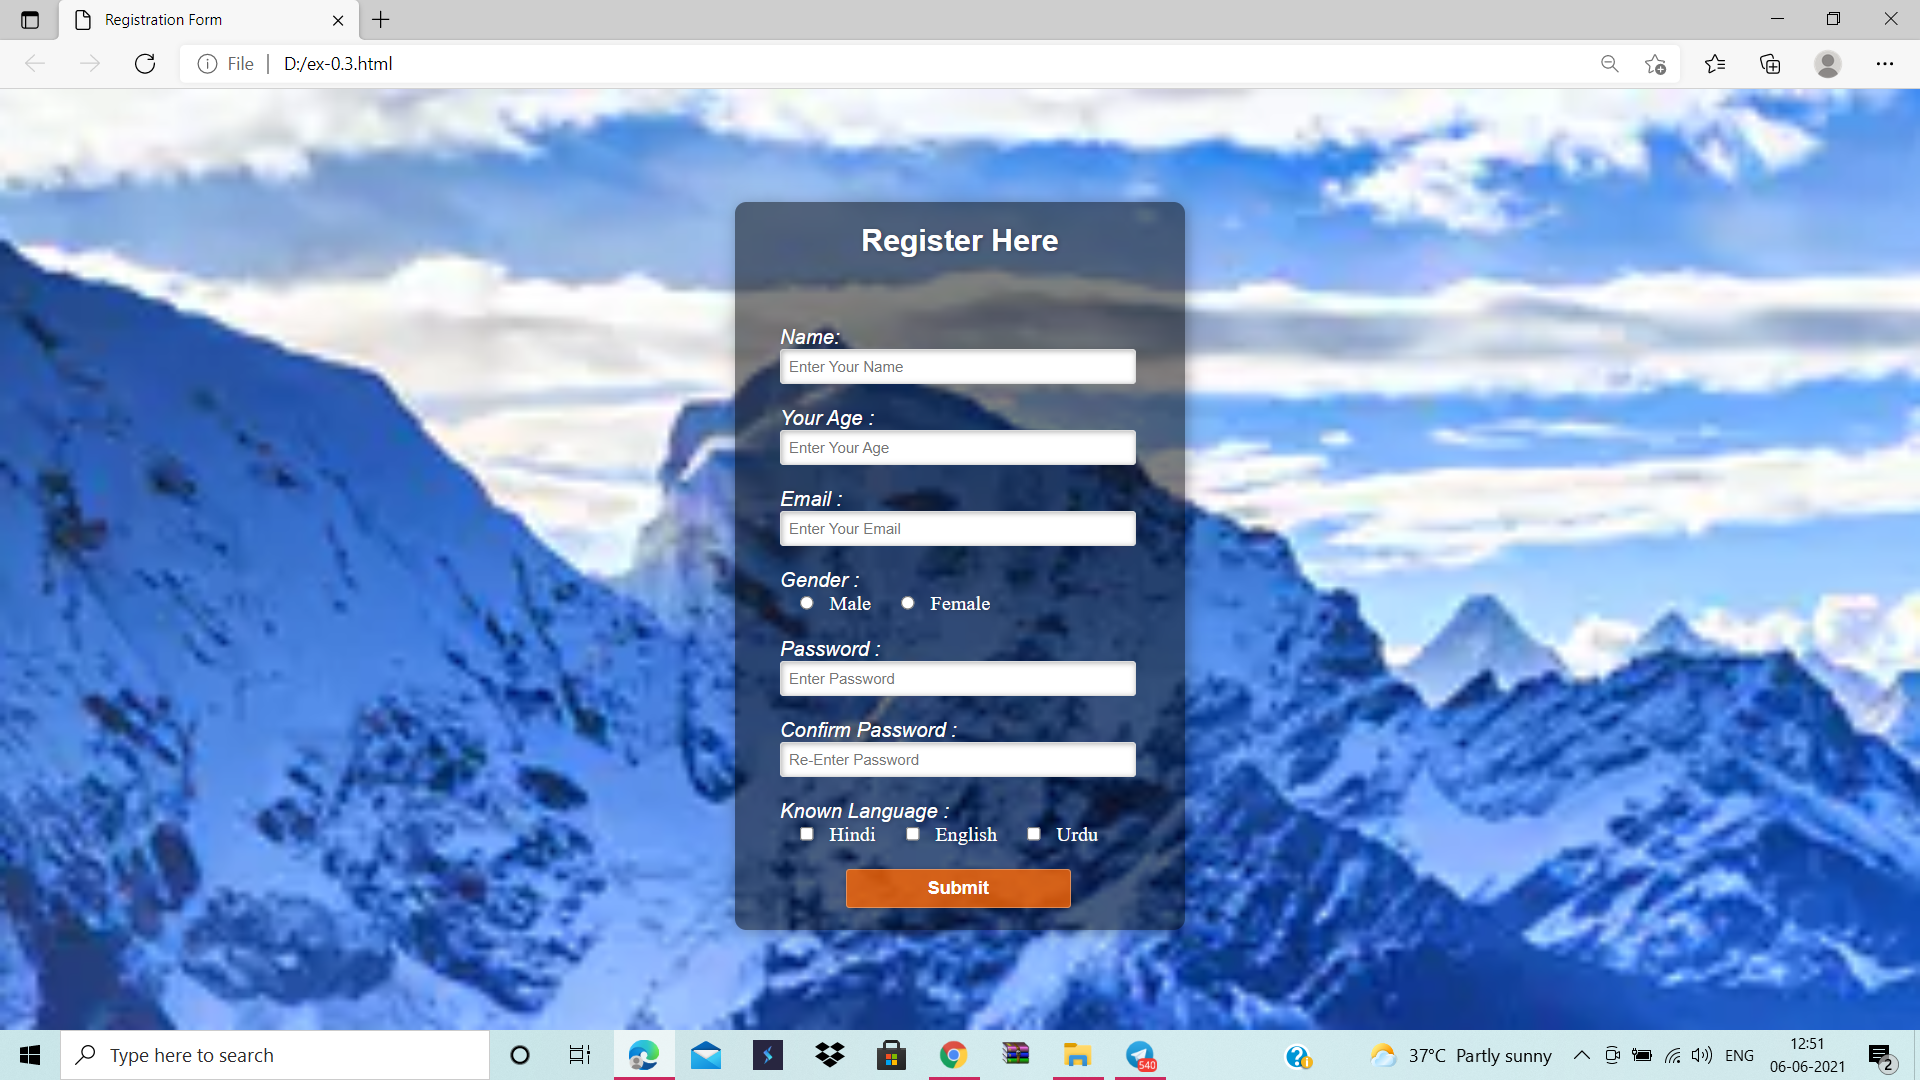 Registration Form
File | D:/ex-0.3.html
Register Here
Name:
Enter Your Name
Your Age :
Enter Your Age
Email :
Enter Your Email
Gender :
Male Female
Password :
Enter Password
Confirm Password :
Re-Enter Password
Known Language :
Hindi English Urdu
Submit
Type here to search
540
37°C Partly sunny
ENG
12:51
06-06-2021
2